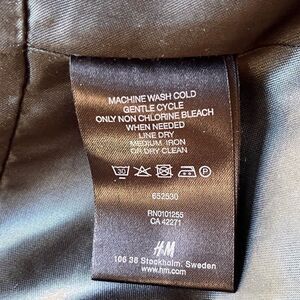 MACHINE WASH COLD
GENTLE CYCLE
ONLY NON CHLORINE BLEACH
WHEN NEEDED
LINE DRY
MEDIUM IRON
OR DRY CLEAN
30 P
652530
RN0101255
CA 42271
H&M
106 38 Stockholm, Sweden
www.hm.com